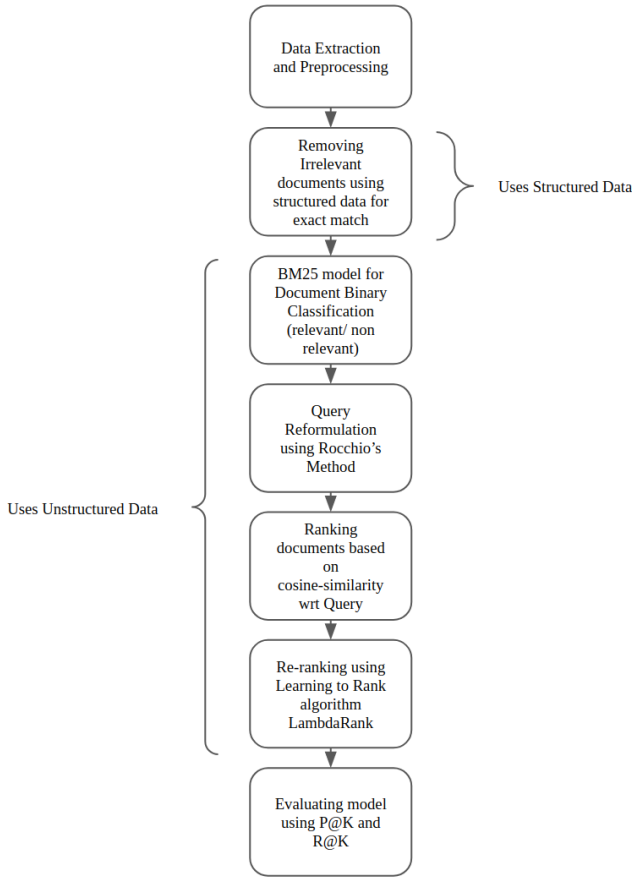 Data Extraction
and Preprocessing
Removing
Irrelevant
documents using
structured data for
exact match
Uses Structured Data
BM25 model for
Document Binary
Classification
(relevant/ non
relevant)
Query
Reformulation
using Rocchio’s
Method
Uses Unstructured Data
Ranking
documents based
on
cosine-similarity
wrt Query
Re-ranking using
Learning to Rank
algorithm
LambdaRank
Evaluating model
using P@K and
R@K